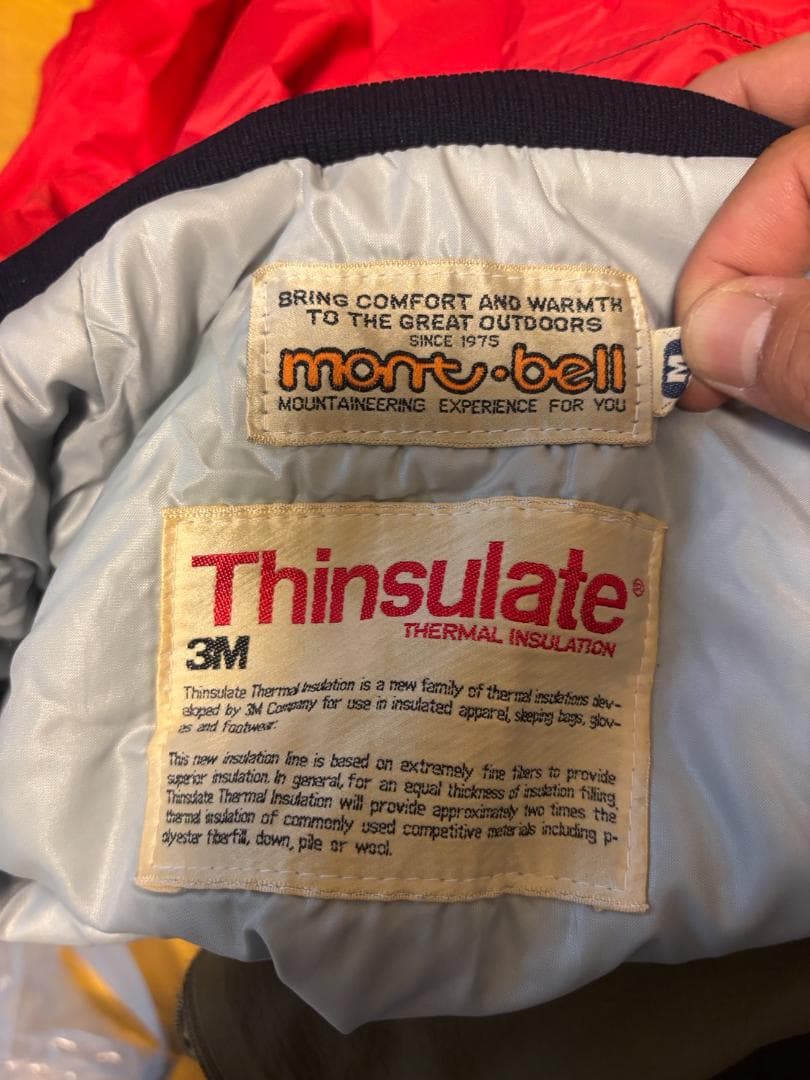 BRING COMFORT AND WARMTH
TO THE GREAT OUTDOORS
SINCE 1975
mont·bell
MOUNTAINEERING EXPERIENCE FOR YOU
M
Thinsulate®
THERMAL INSULATION
3M
Thinsulate Thermal Insulation is a new family of thermal insulations dev-
eloped by 3M Company for use in insulated apparel, sleeping bags, glov-
es and footwear.
This new insulation line is based on extremely fine fibers to provide
superior insulation. In general, for an equal thickness of insulation filling,
Thinsulate Thermal Insulation will provide approximately two times the
thermal insulation of commonly used competitive materials including p-
olyester fiberfill, down, pile or wool.